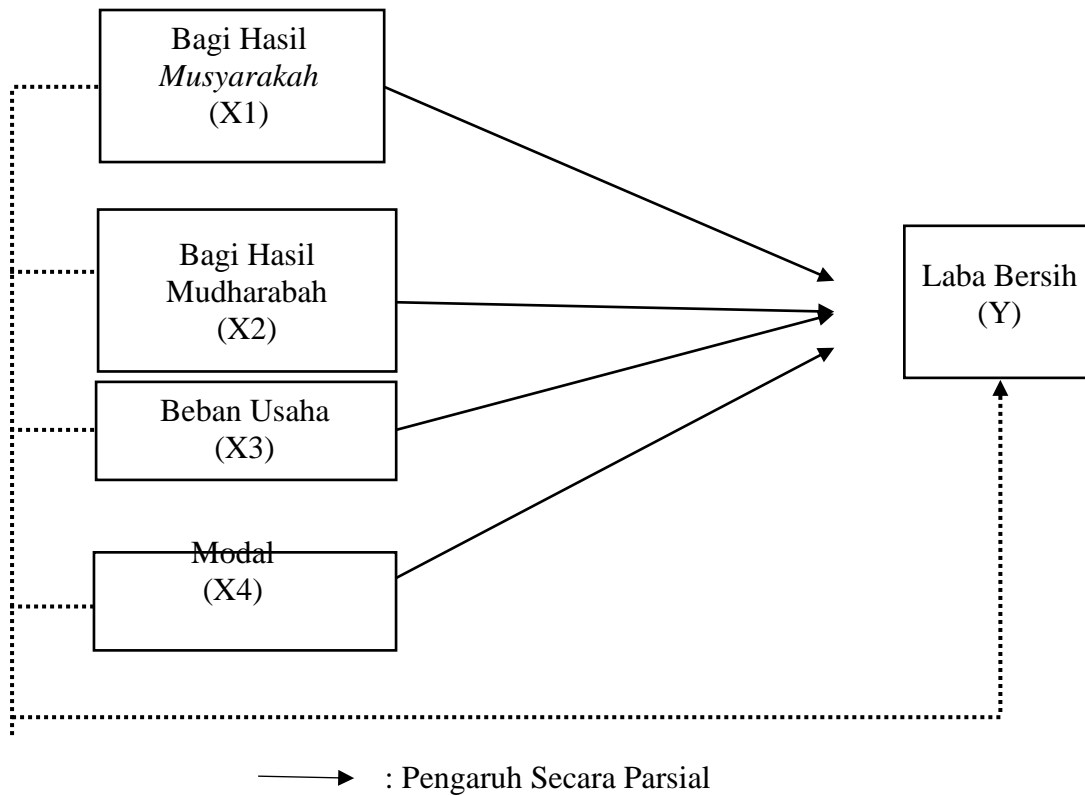 Bagi Hasil
Musyarakah
(X1)
Bagi Hasil
Mudharabah
(X2)
Laba Bersih
(Y)
Beban Usaha
(X3)
Modal
(X4)
: Pengaruh Secara Parsial